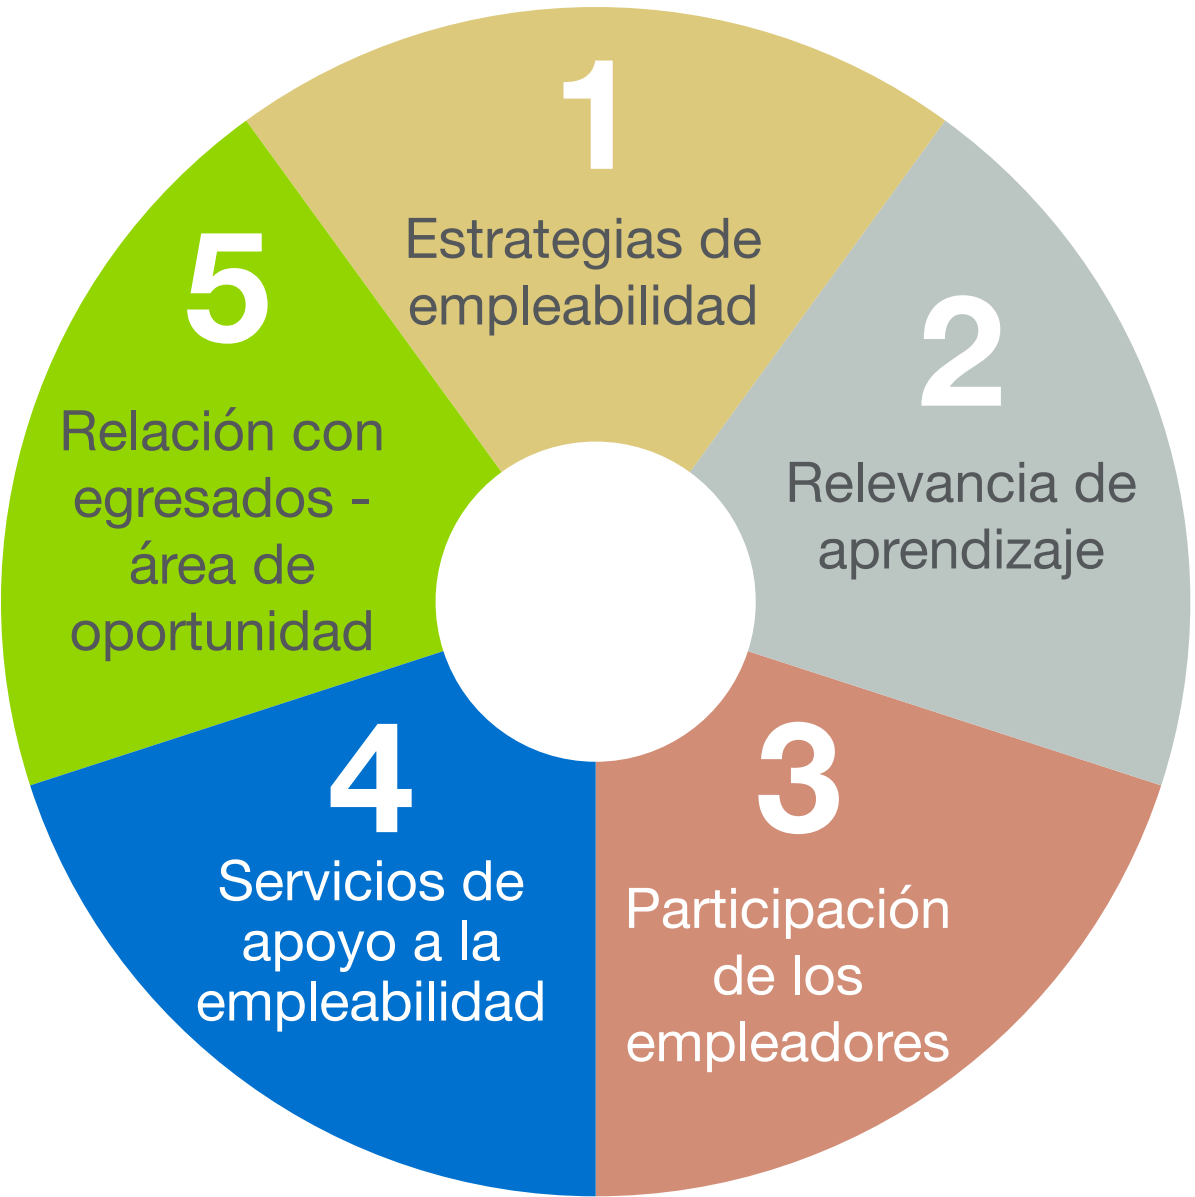 1
Estrategias de
empleabilidad
2
Relevancia de
aprendizaje
3
Participación
de los
empleadores
4
Servicios de
apoyo a la
empleabilidad
5
Relación con
egresados -
área de
oportunidad